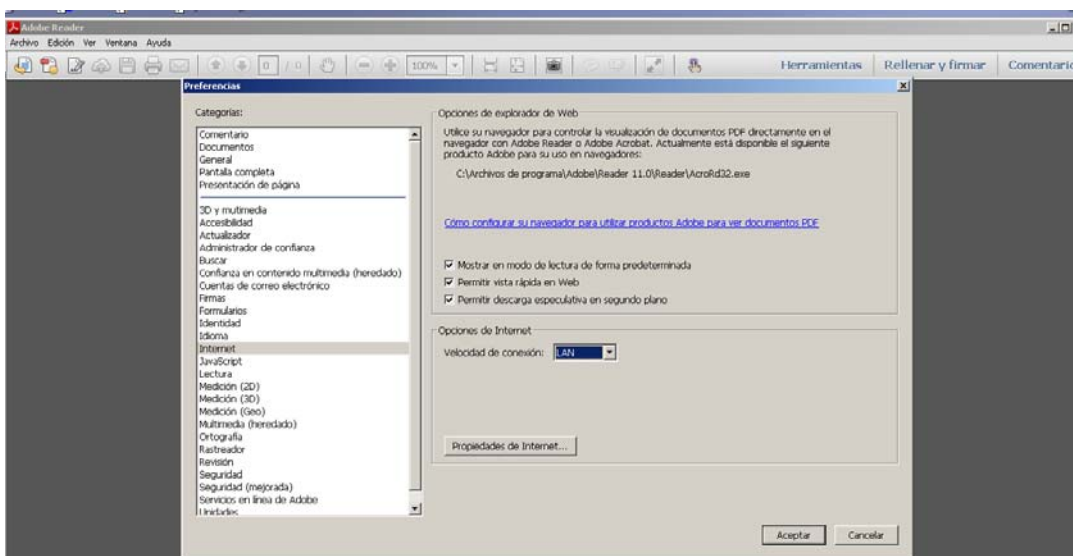 Adobe Reader
Archivo Edición Ver Ventana Ayuda
0 / 0 100% Herramientas Rellenar y firmar Comentario
Preferencias
Categorías:
Comentario
Documentos
General
Pantalla completa
Presentación de página
3D y mutimedia
Accesibilidad
Actualizador
Administrador de confianza
Buscar
Confianza en contenido multimedia (heredado)
Cuentas de correo electrónico
Firmas
Formularios
Identidad
Idioma
Internet
JavaScript
Lectura
Medición (2D)
Medición (3D)
Medición (Geo)
Multimedia (heredado)
Ortografía
Rastreador
Revisión
Seguridad
Seguridad (mejorada)
Servicios en línea de Adobe
Unidades
Opciones de explorador de Web
Utilice su navegador para controlar la visualización de documentos PDF directamente en el
navegador con Adobe Reader o Adobe Acrobat. Actualmente está disponible el siguiente
producto Adobe para su uso en navegadores:
C:\Archivos de programa\Adobe\Reader 11.0\Reader\AcroRd32.exe
Cómo configurar su navegador para utilizar productos Adobe para ver documentos PDF
Mostrar en modo de lectura de forma predeterminada
Permitir vista rápida en Web
Permitir descarga especulativa en segundo plano
Opciones de Internet
Velocidad de conexión: LAN
Propiedades de Internet...
Aceptar Cancelar